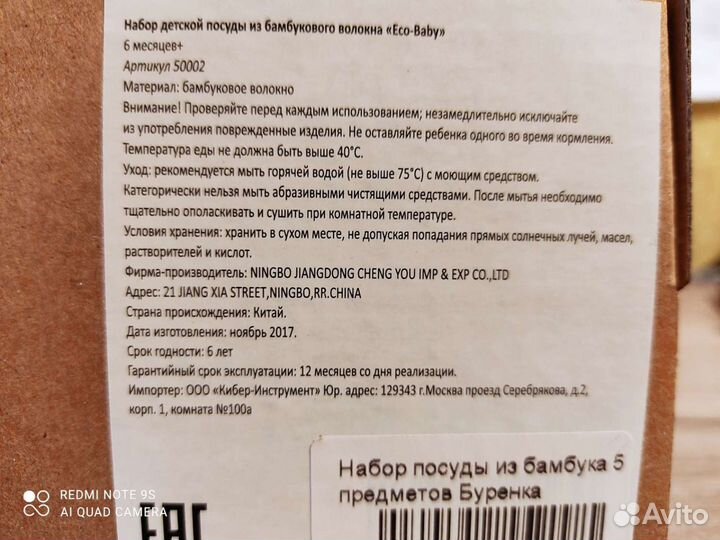 Набор детской посуды из бамбукового волокна «Eco-Baby»
6 месяцев+
Артикул 50002
Материал: бамбуковое волокно
Внимание! Проверяйте перед каждым использованием; незамедлительно исключайте
из употребления поврежденные изделия. Не оставляйте ребенка одного во время кормления.
Температура еды не должна быть выше 40°С.
Уход: рекомендуется мыть горячей водой (не выше 75°С) с моющим средством.
Категорически нельзя мыть абразивными чистящими средствами. После мытья необходимо
тщательно ополаскивать и сушить при комнатной температуре.
Условия хранения: хранить в сухом месте, не допуская попадания прямых солнечных лучей, масел,
растворителей и кислот.
Фирма-производитель: NINGBO JIANGDONG CHENG YOU IMP & EXP CO.,LTD
Адрес: 21 JIANG XIA STREET,NINGBO,RR.CHINA
Страна происхождения: Китай.
Дата изготовления: ноябрь 2017.
Срок годности: 6 лет
Гарантийный срок эксплуатации: 12 месяцев со дня реализации.
Импортер: ООО «Кибер-Инструмент» Юр. адрес: 129343 г.Москва проезд Серебрякова, д.2,
корп. 1, комната №100а
Набор посуды из бамбука 5
предметов Буренка
EAC
REDMI NOTE 9S
AI QUAD CAMERA
Avito